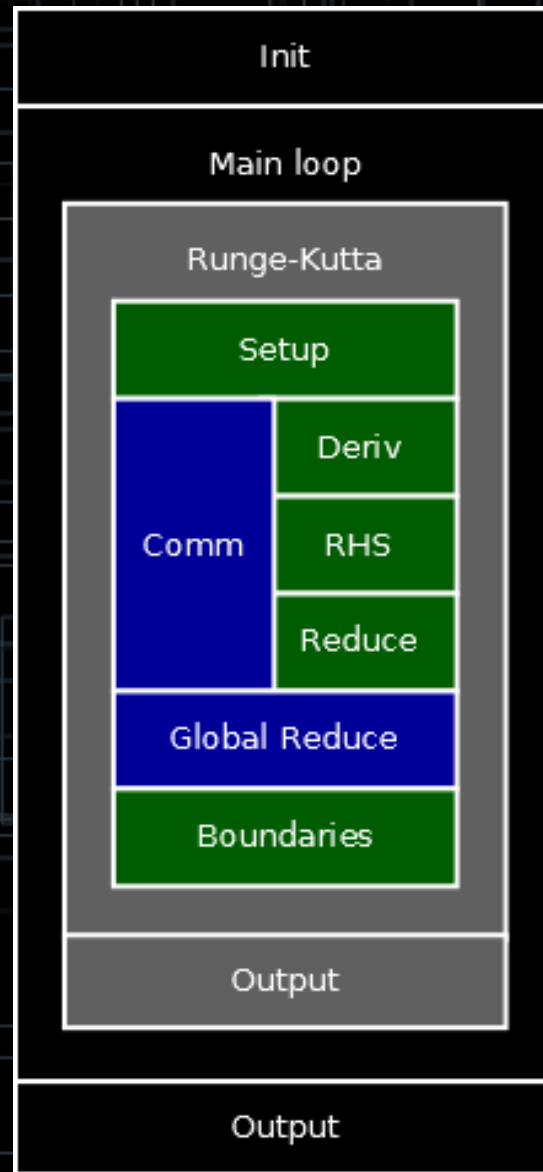 Init
Main loop
Runge-Kutta
Setup
Deriv
Comm
RHS
Reduce
Global Reduce
Boundaries
Output
Output